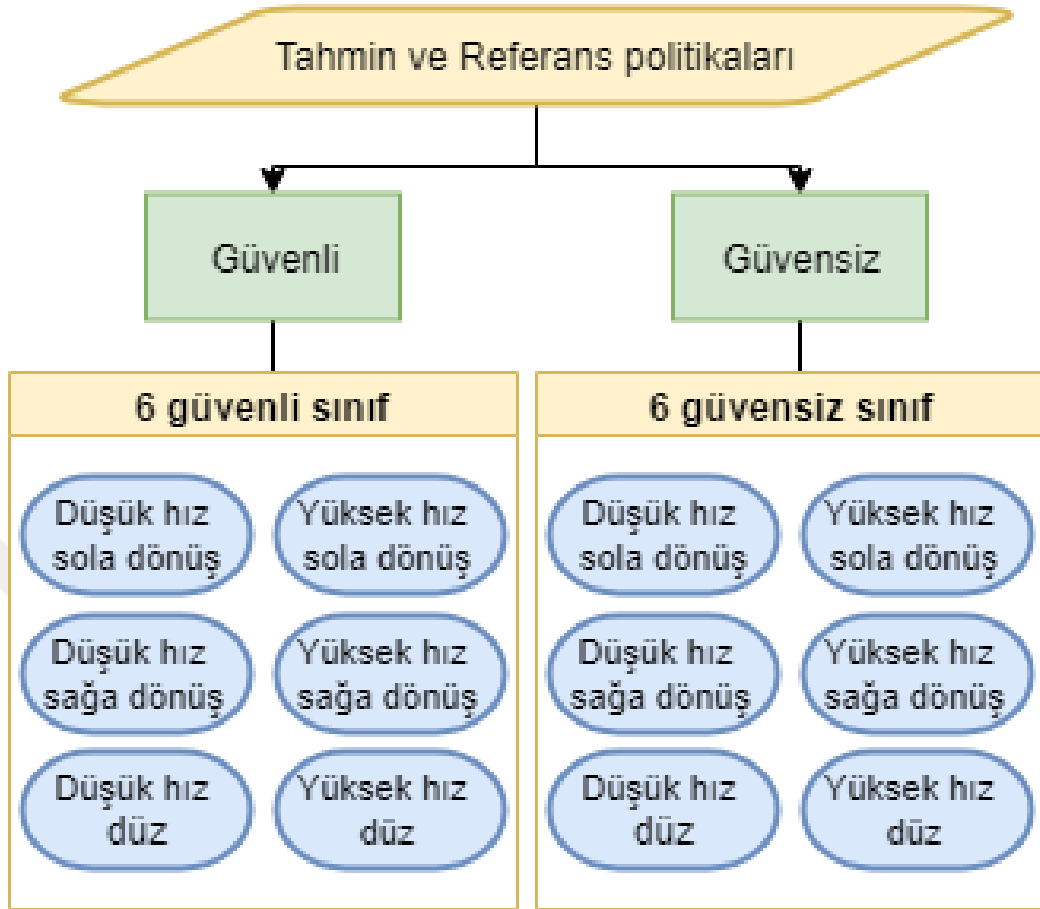 Tahmin ve Referans politikaları
Güvenli
Güvensiz
6 güvenli sınıf
Düşük hız
sola dönüş
Yüksek hız
sola dönüş
Düşük hız
sağa dönüş
Yüksek hız
sağa dönüş
Düşük hız
düz
Yüksek hız
düz
6 güvensiz sınıf
Düşük hız
sola dönüş
Yüksek hız
sola dönüş
Düşük hız
sağa dönüş
Yüksek hız
sağa dönüş
Düşük hız
düz
Yüksek hız
düz